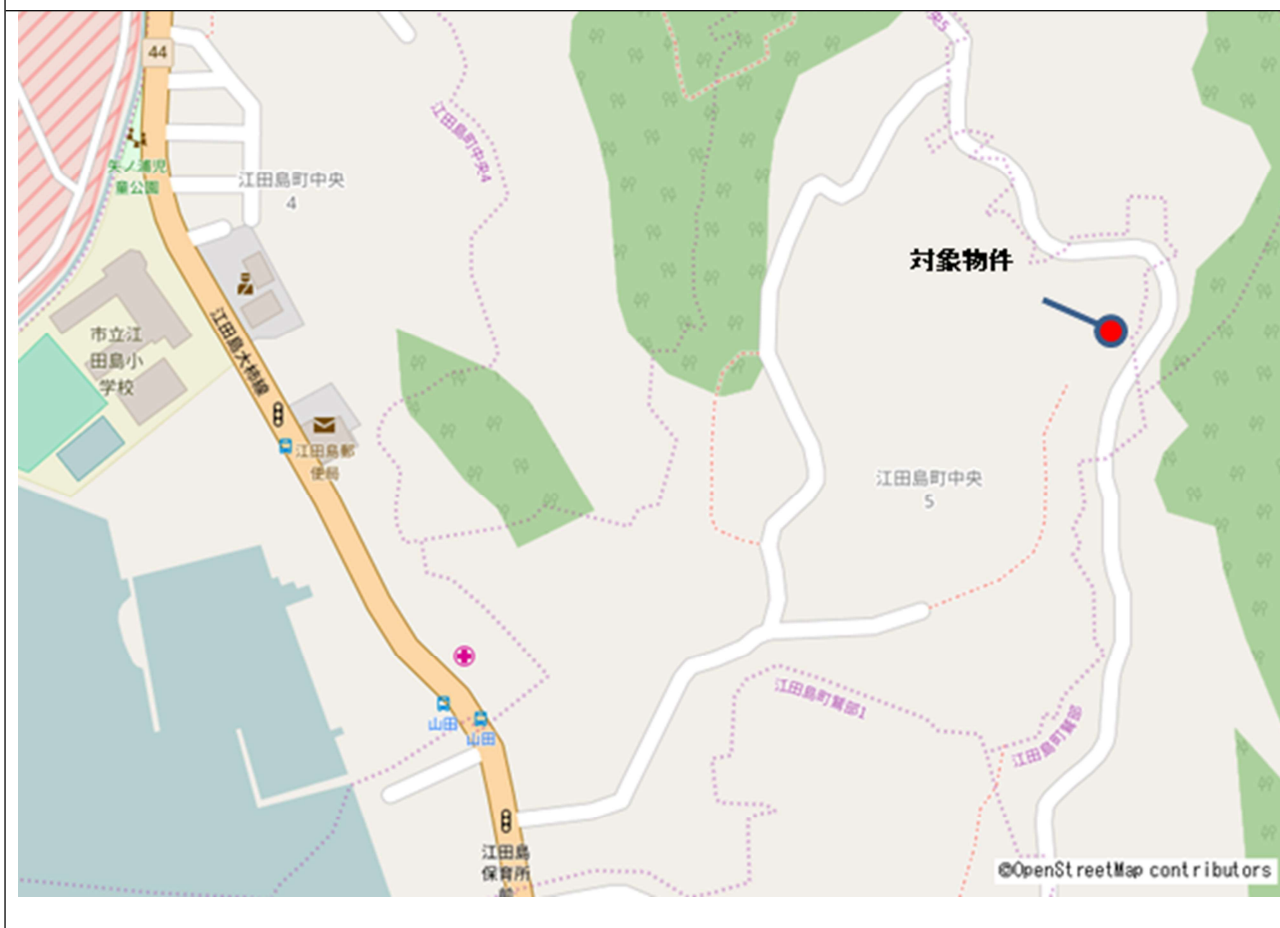 44
央5
江田島町中央4
矢ノ浦児
童公園
江田島町中央
4
対象物件
江田島大柿線
市立江
田島小
学校
江田島郵
便局
江田島町中央
5
江田島町鷲部1
江田島町鷲部
山田
山田
江田島
保育所
前
©OpenStreetMap contributors